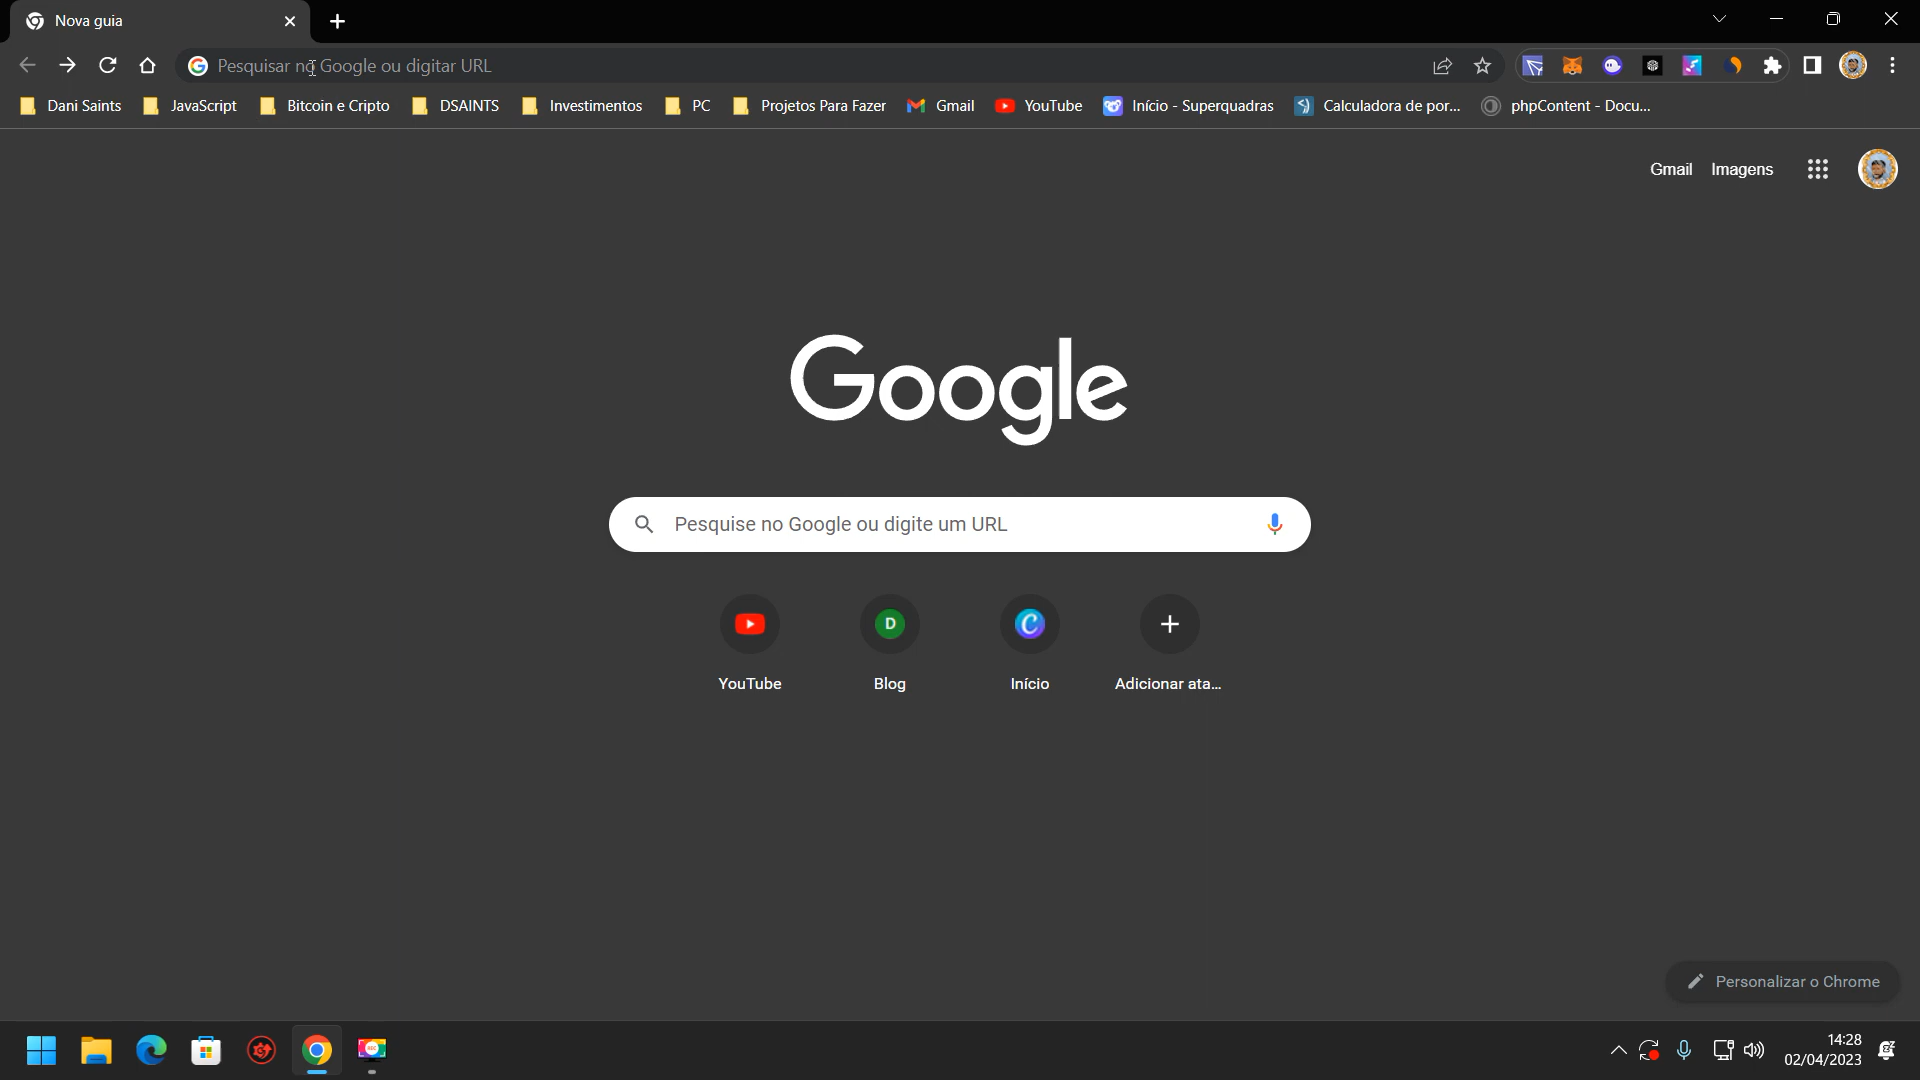 Nova guia
Pesquisar no Google ou digitar URL
Dani Saints JavaScript Bitcoin e Cripto DSAINTS Investimentos PC Projetos Para Fazer Gmail YouTube Início - Superquadras Calculadora de por... phpContent - Docu...
Gmail Imagens
Google
Pesquise no Google ou digite um URL
D
YouTube Blog Início Adicionar ata...
Personalizar o Chrome
REC
14:28
02/04/2023